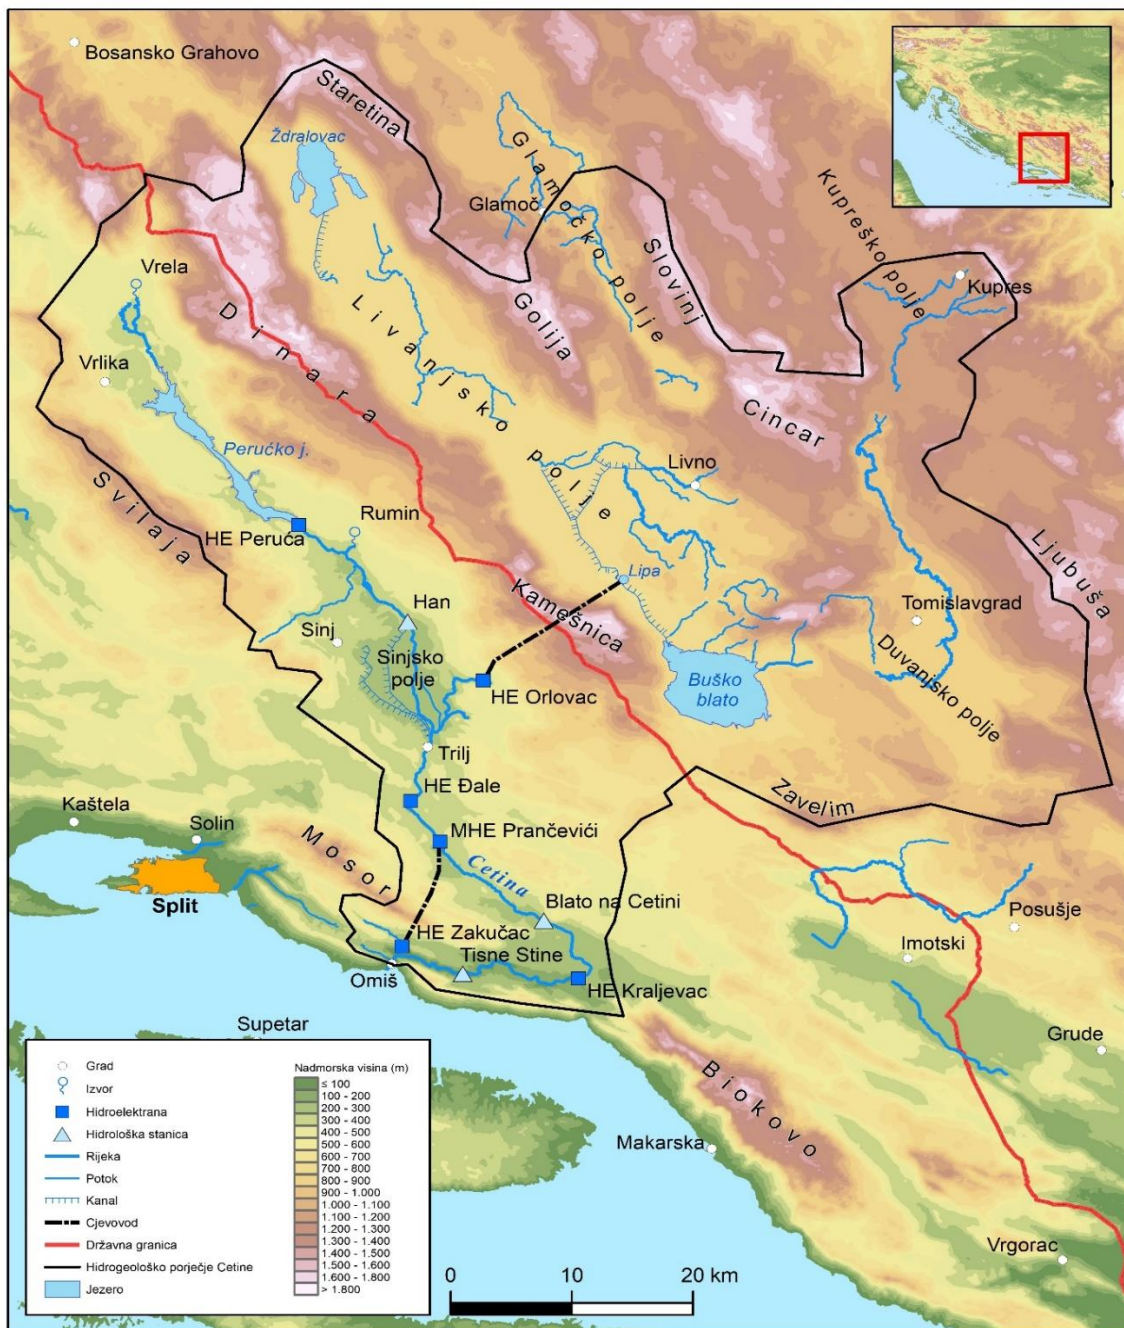 Bosansko Grahovo
Staretina
Ždralovac
Glamočko polje
Glamoč
Kupreško polje
Kupres
Slovinj
Golija
Vrela
Dinara
Livanjsko polje
Vrlika
Cincar
Perućko j.
Livno
Svilaja
Rumin
HE Peruća
Ljubuša
Lipa
Han
Kamešnica
Tomislavgrad
Sinj
Sinjsko
polje
Duvanjsko polje
Buško
blato
HE Orlovac
Trilj
HE Đale
Zavelim
Kaštela
Solin
MHE Prančevići
Mosor
Cetina
Split
Blato na Cetini
Posušje
HE Zakučac
Imotski
Tisne Stine
Omiš
HE Kraljevac
Supetar
Grude
Biokovo
Makarska
Vrgorac
Grad
Izvor
Hidroelektrana
Hidrološka stanica
Rijeka
Potok
Kanal
Cjevovod
Državna granica
Hidrogeološko porječje Cetine
Jezero
Nadmorska visina (m)
≤ 100
100 - 200
200 - 300
300 - 400
400 - 500
500 - 600
600 - 700
700 - 800
800 - 900
900 - 1.000
1.000 - 1.100
1.100 - 1.200
1.200 - 1.300
1.300 - 1.400
1.400 - 1.500
1.500 - 1.600
1.600 - 1.800
> 1.800
0 10 20 km